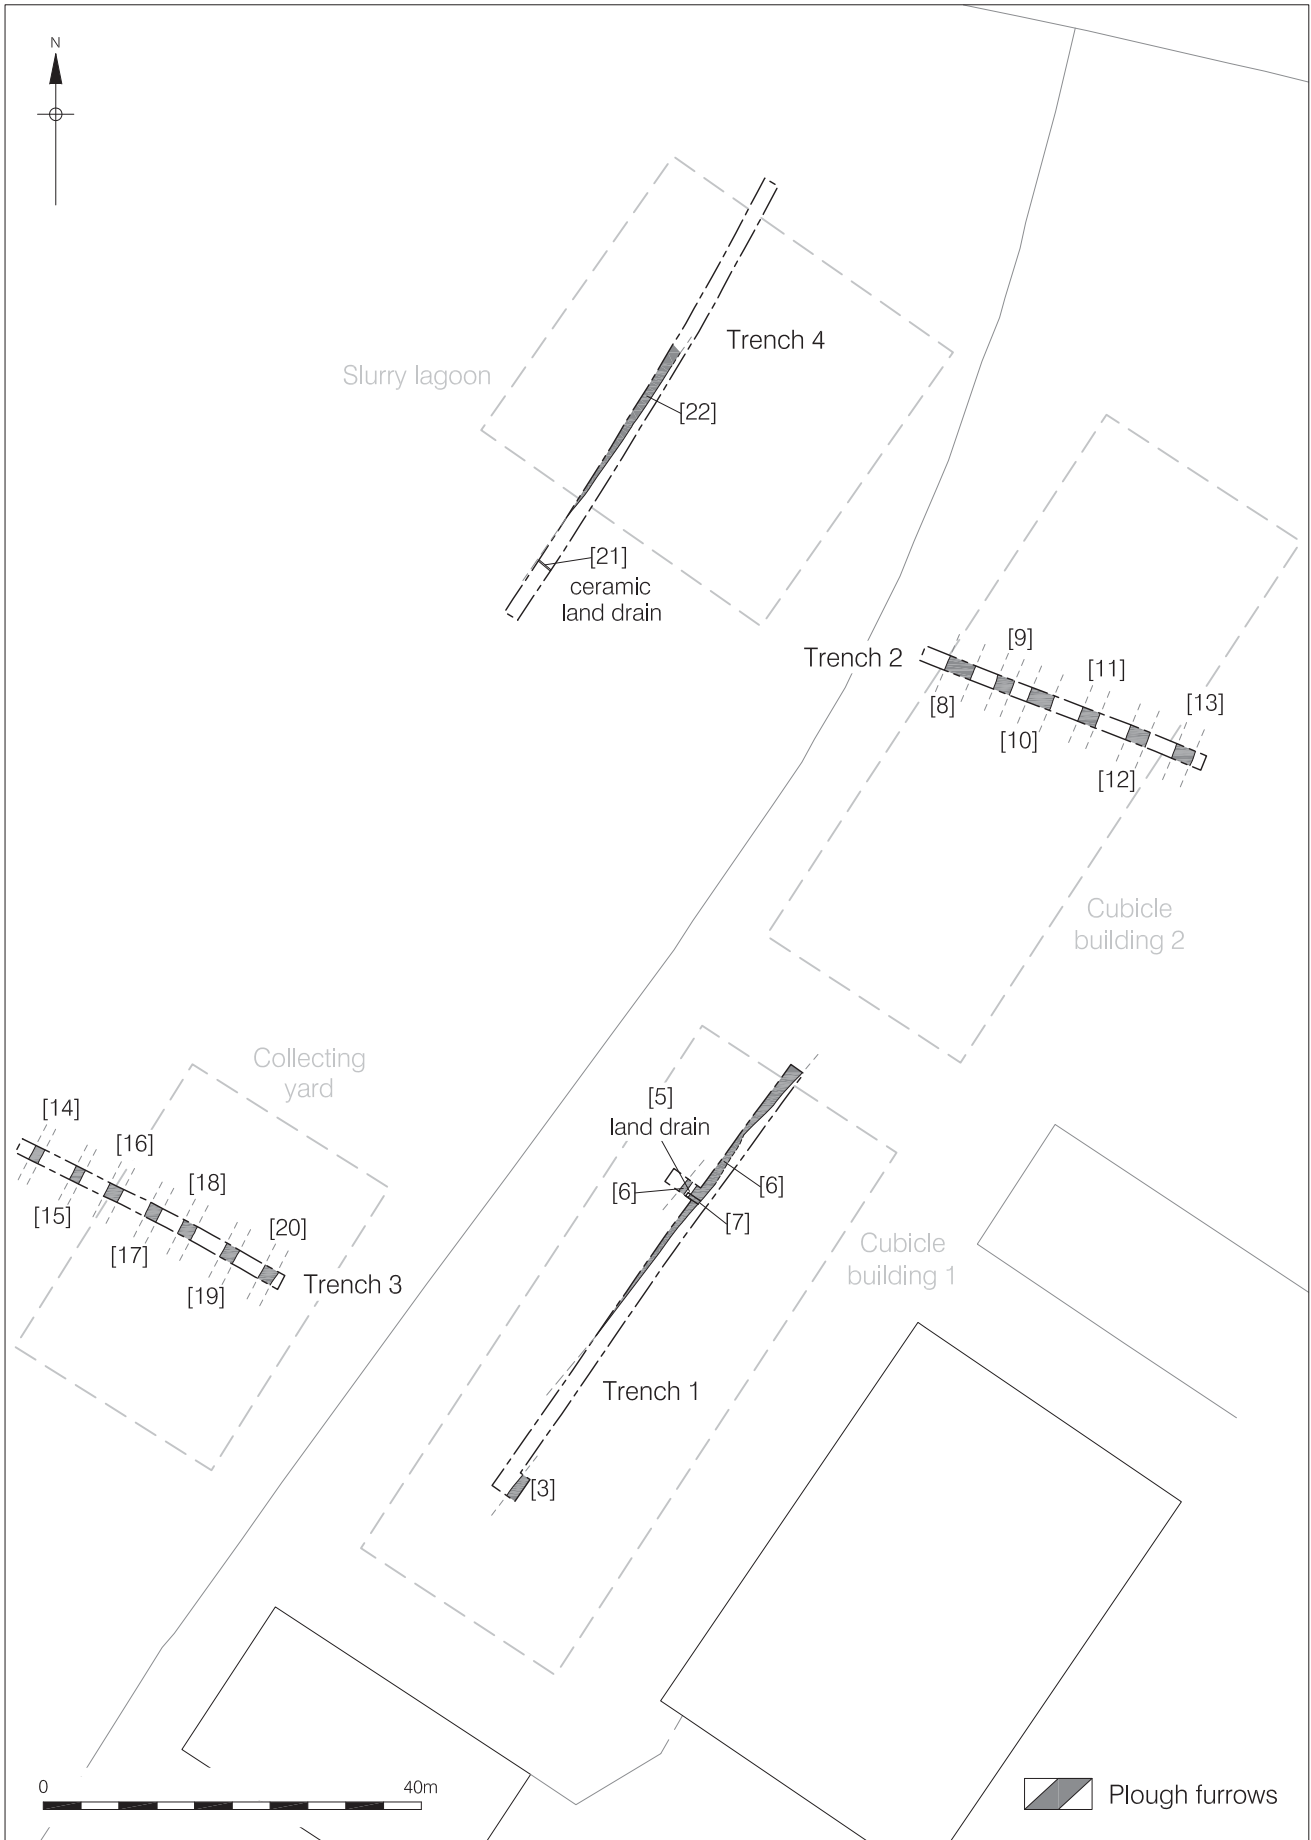 N
Trench 4
Slurry lagoon
[22]
[21]
ceramic
land drain
[9]
Trench 2
[11]
[8]
[13]
[10]
[12]
Cubicle
building 2
Collecting
yard
[5]
land drain
[14]
[16]
[18]
[6]
[6]
[15]
[7]
[20]
[17]
Cubicle
building 1
Trench 3
[19]
Trench 1
[3]
0
40m
Plough furrows